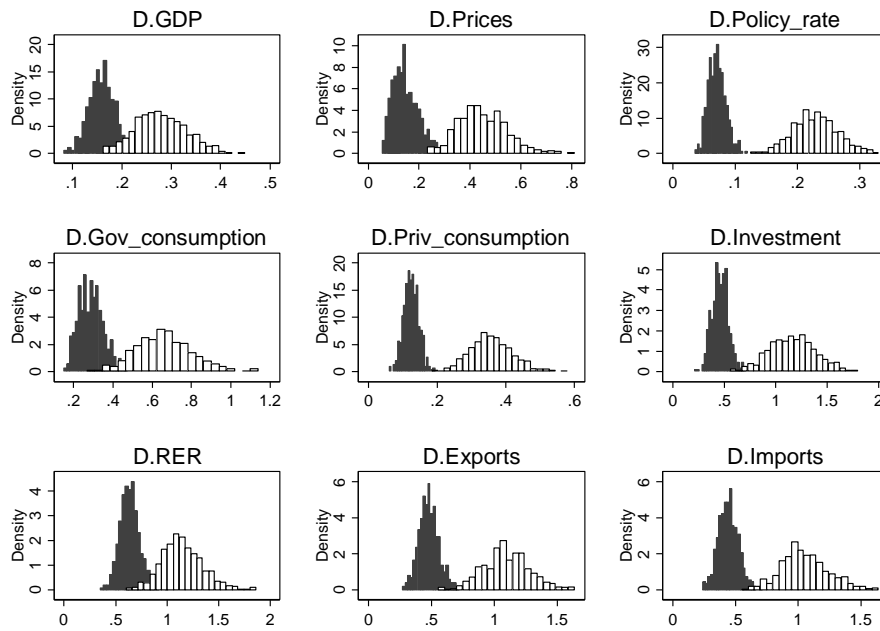 D.GDP
Density
0 5 10 15 20
.1 .2 .3 .4 .5
D.Prices
Density
0 2 4 6 8 10
0 .2 .4 .6 .8
D.Policy_rate
Density
0 10 20 30
0 .1 .2 .3
D.Gov_consumption
Density
0 2 4 6 8
.2 .4 .6 .8 1 1.2
D.Priv_consumption
Density
0 5 10 15 20
0 .2 .4 .6
D.Investment
Density
0 1 2 3 4 5
0 .5 1 1.5 2
D.RER
Density
0 1 2 3 4
0 .5 1 1.5 2
D.Exports
Density
0 2 4 6
0 .5 1 1.5
D.Imports
Density
0 2 4 6
0 .5 1 1.5